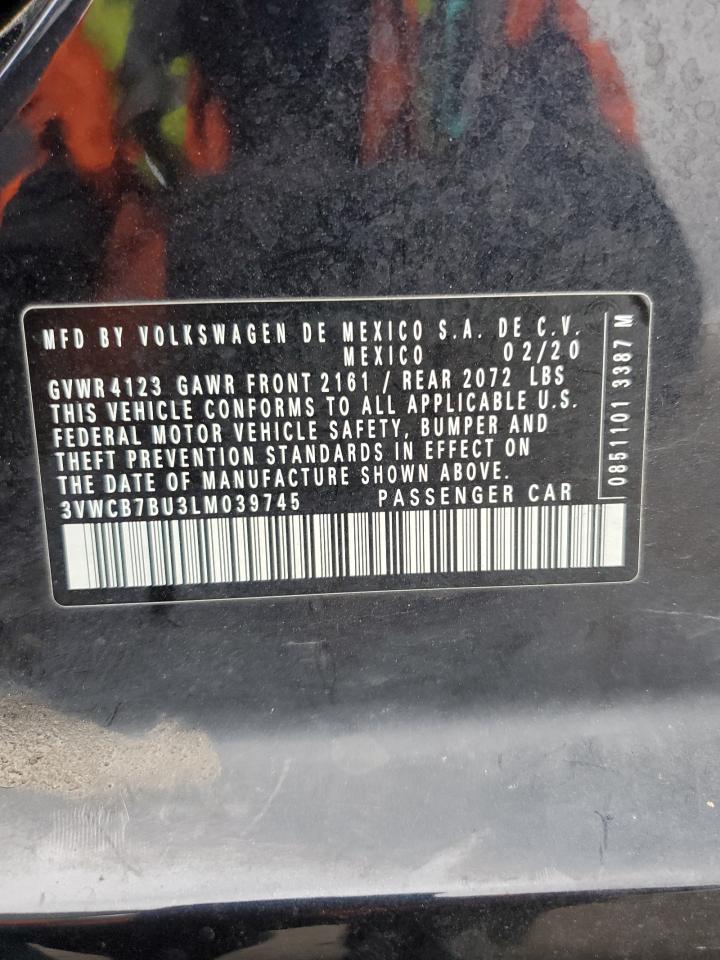 MFD BY VOLKSWAGEN DE MEXICO S.A. DE C.V.
MEXICO 02/20
GVWR 4123 GAWR FRONT 2161 / REAR 2072 LBS
THIS VEHICLE CONFORMS TO ALL APPLICABLE U.S.
FEDERAL MOTOR VEHICLE SAFETY, BUMPER AND
THEFT PREVENTION STANDARDS IN EFFECT ON
THE DATE OF MANUFACTURE SHOWN ABOVE.
3VWCB7BU3LM039745 PASSENGER CAR
0851101 3387 M